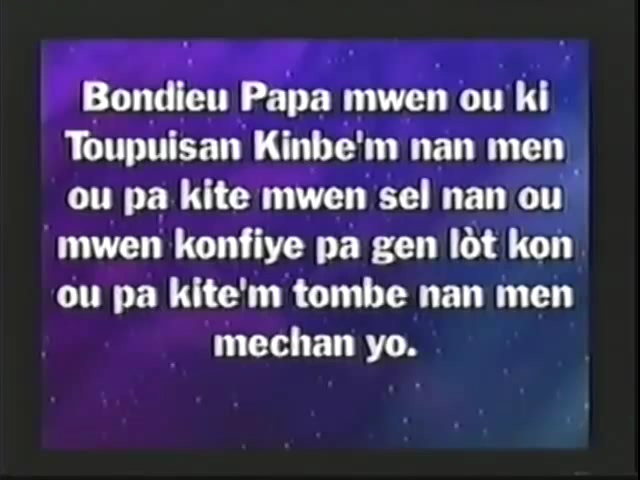 Bondieu Papa mwen ou ki
Toupuisan Kinbe'm nan men
ou pa kite mwen sel nan ou
mwen konfiye pa gen lòt kon
ou pa kite'm tombe nan men
mechan yo.